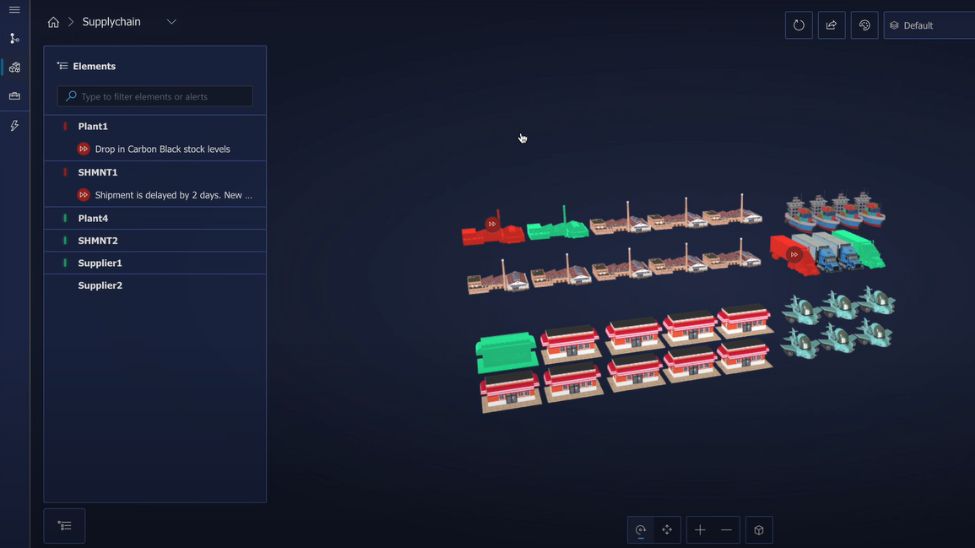 Supplychain
Default
Elements
Type to filter elements or alerts
Plant1
Drop in Carbon Black stock levels
SHMNT1
Shipment is delayed by 2 days. New ...
Plant4
SHMNT2
Supplier1
Supplier2